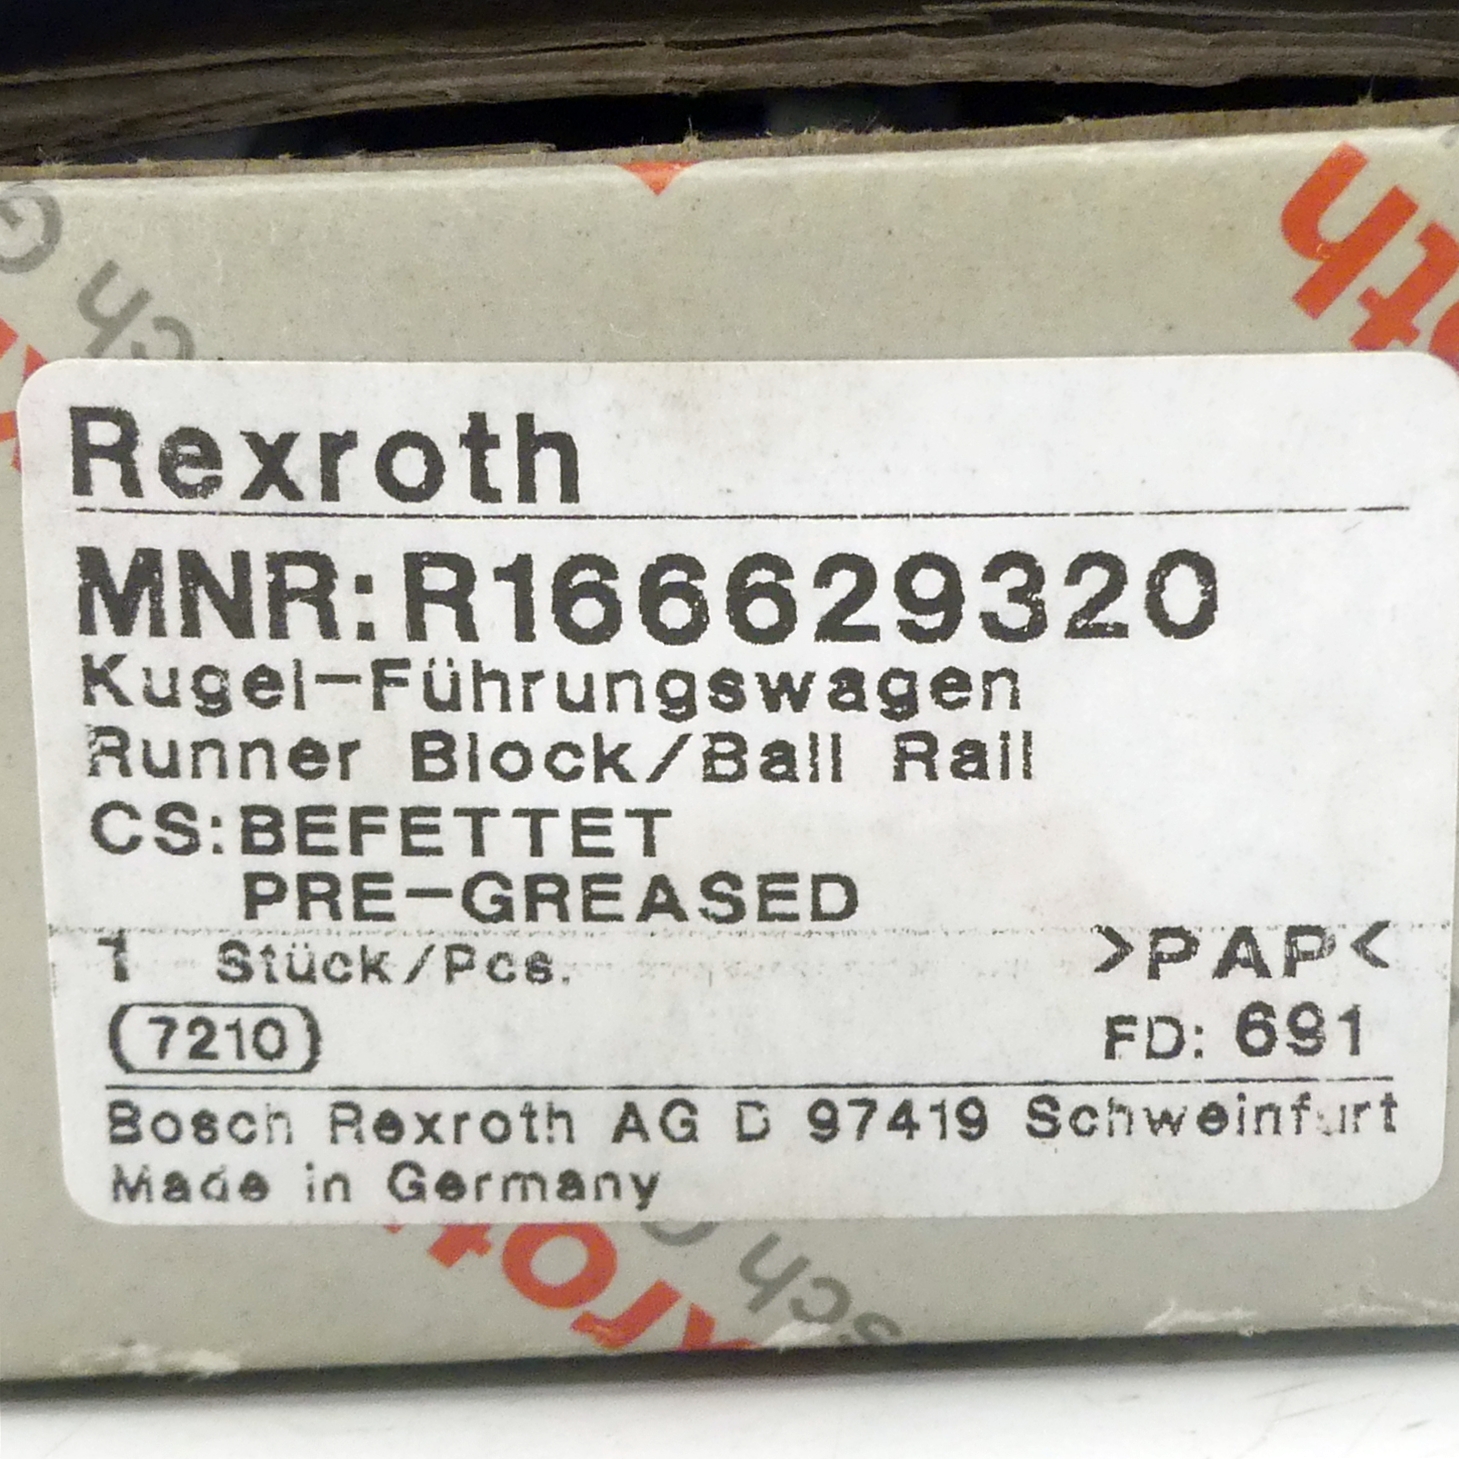 Rexroth
MNR:R166629320
Kugel-Führungswagen
Runner Block/Ball Rail
CS:BEFETTET
PRE-GREASED
1 Stück/Pcs.
>PAP<
7210
FD: 691
Bosch Rexroth AG D 97419 Schweinfurt
Made in Germany